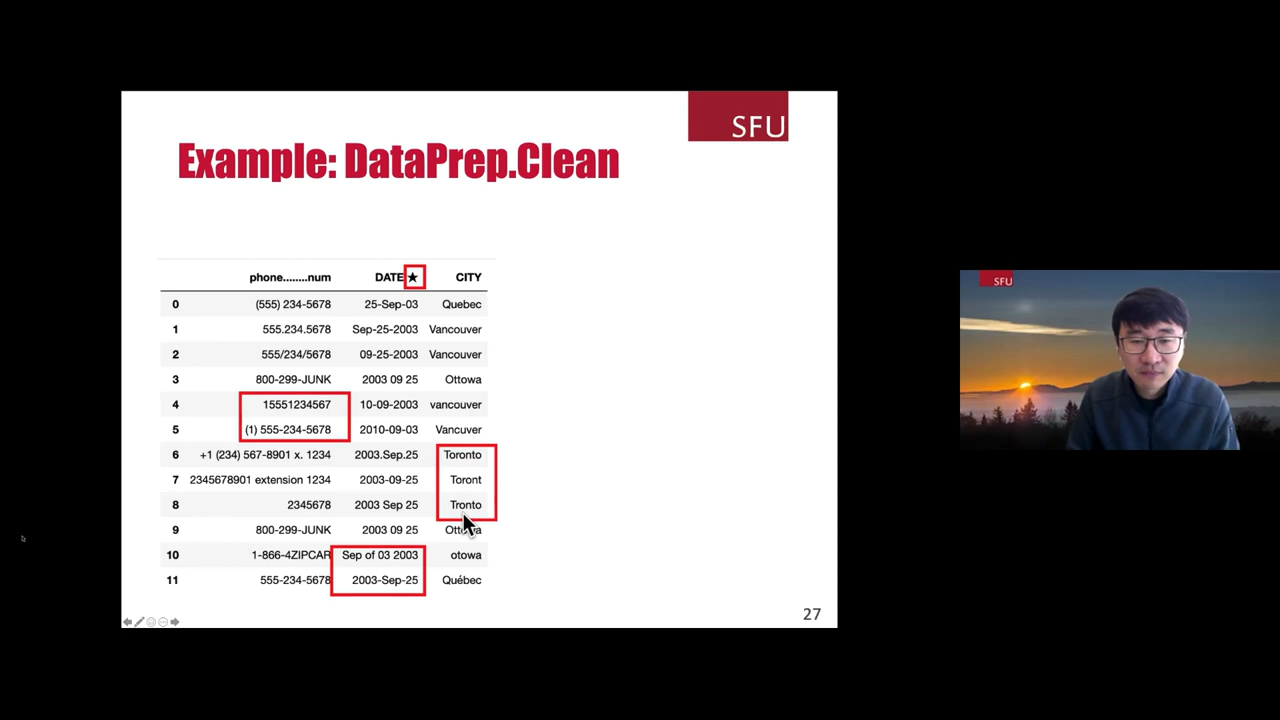 SFU
Example: DataPrep.Clean
phone........num DATE★ CITY
0 (555) 234-5678 25-Sep-03 Quebec
1 555.234.5678 Sep-25-2003 Vancouver
2 555/234/5678 09-25-2003 Vancouver
3 800-299-JUNK 2003 09 25 Ottowa
4 15551234567 10-09-2003 vancouver
5 (1) 555-234-5678 2010-09-03 Vancuver
6 +1 (234) 567-8901 x. 1234 2003.Sep.25 Toronto
7 2345678901 extension 1234 2003-09-25 Toront
8 2345678 2003 Sep 25 Tronto
9 800-299-JUNK 2003 09 25 Ottowa
10 1-866-4ZIPCAR Sep of 03 2003 otowa
11 555-234-5678 2003-Sep-25 Québec
27
SFU